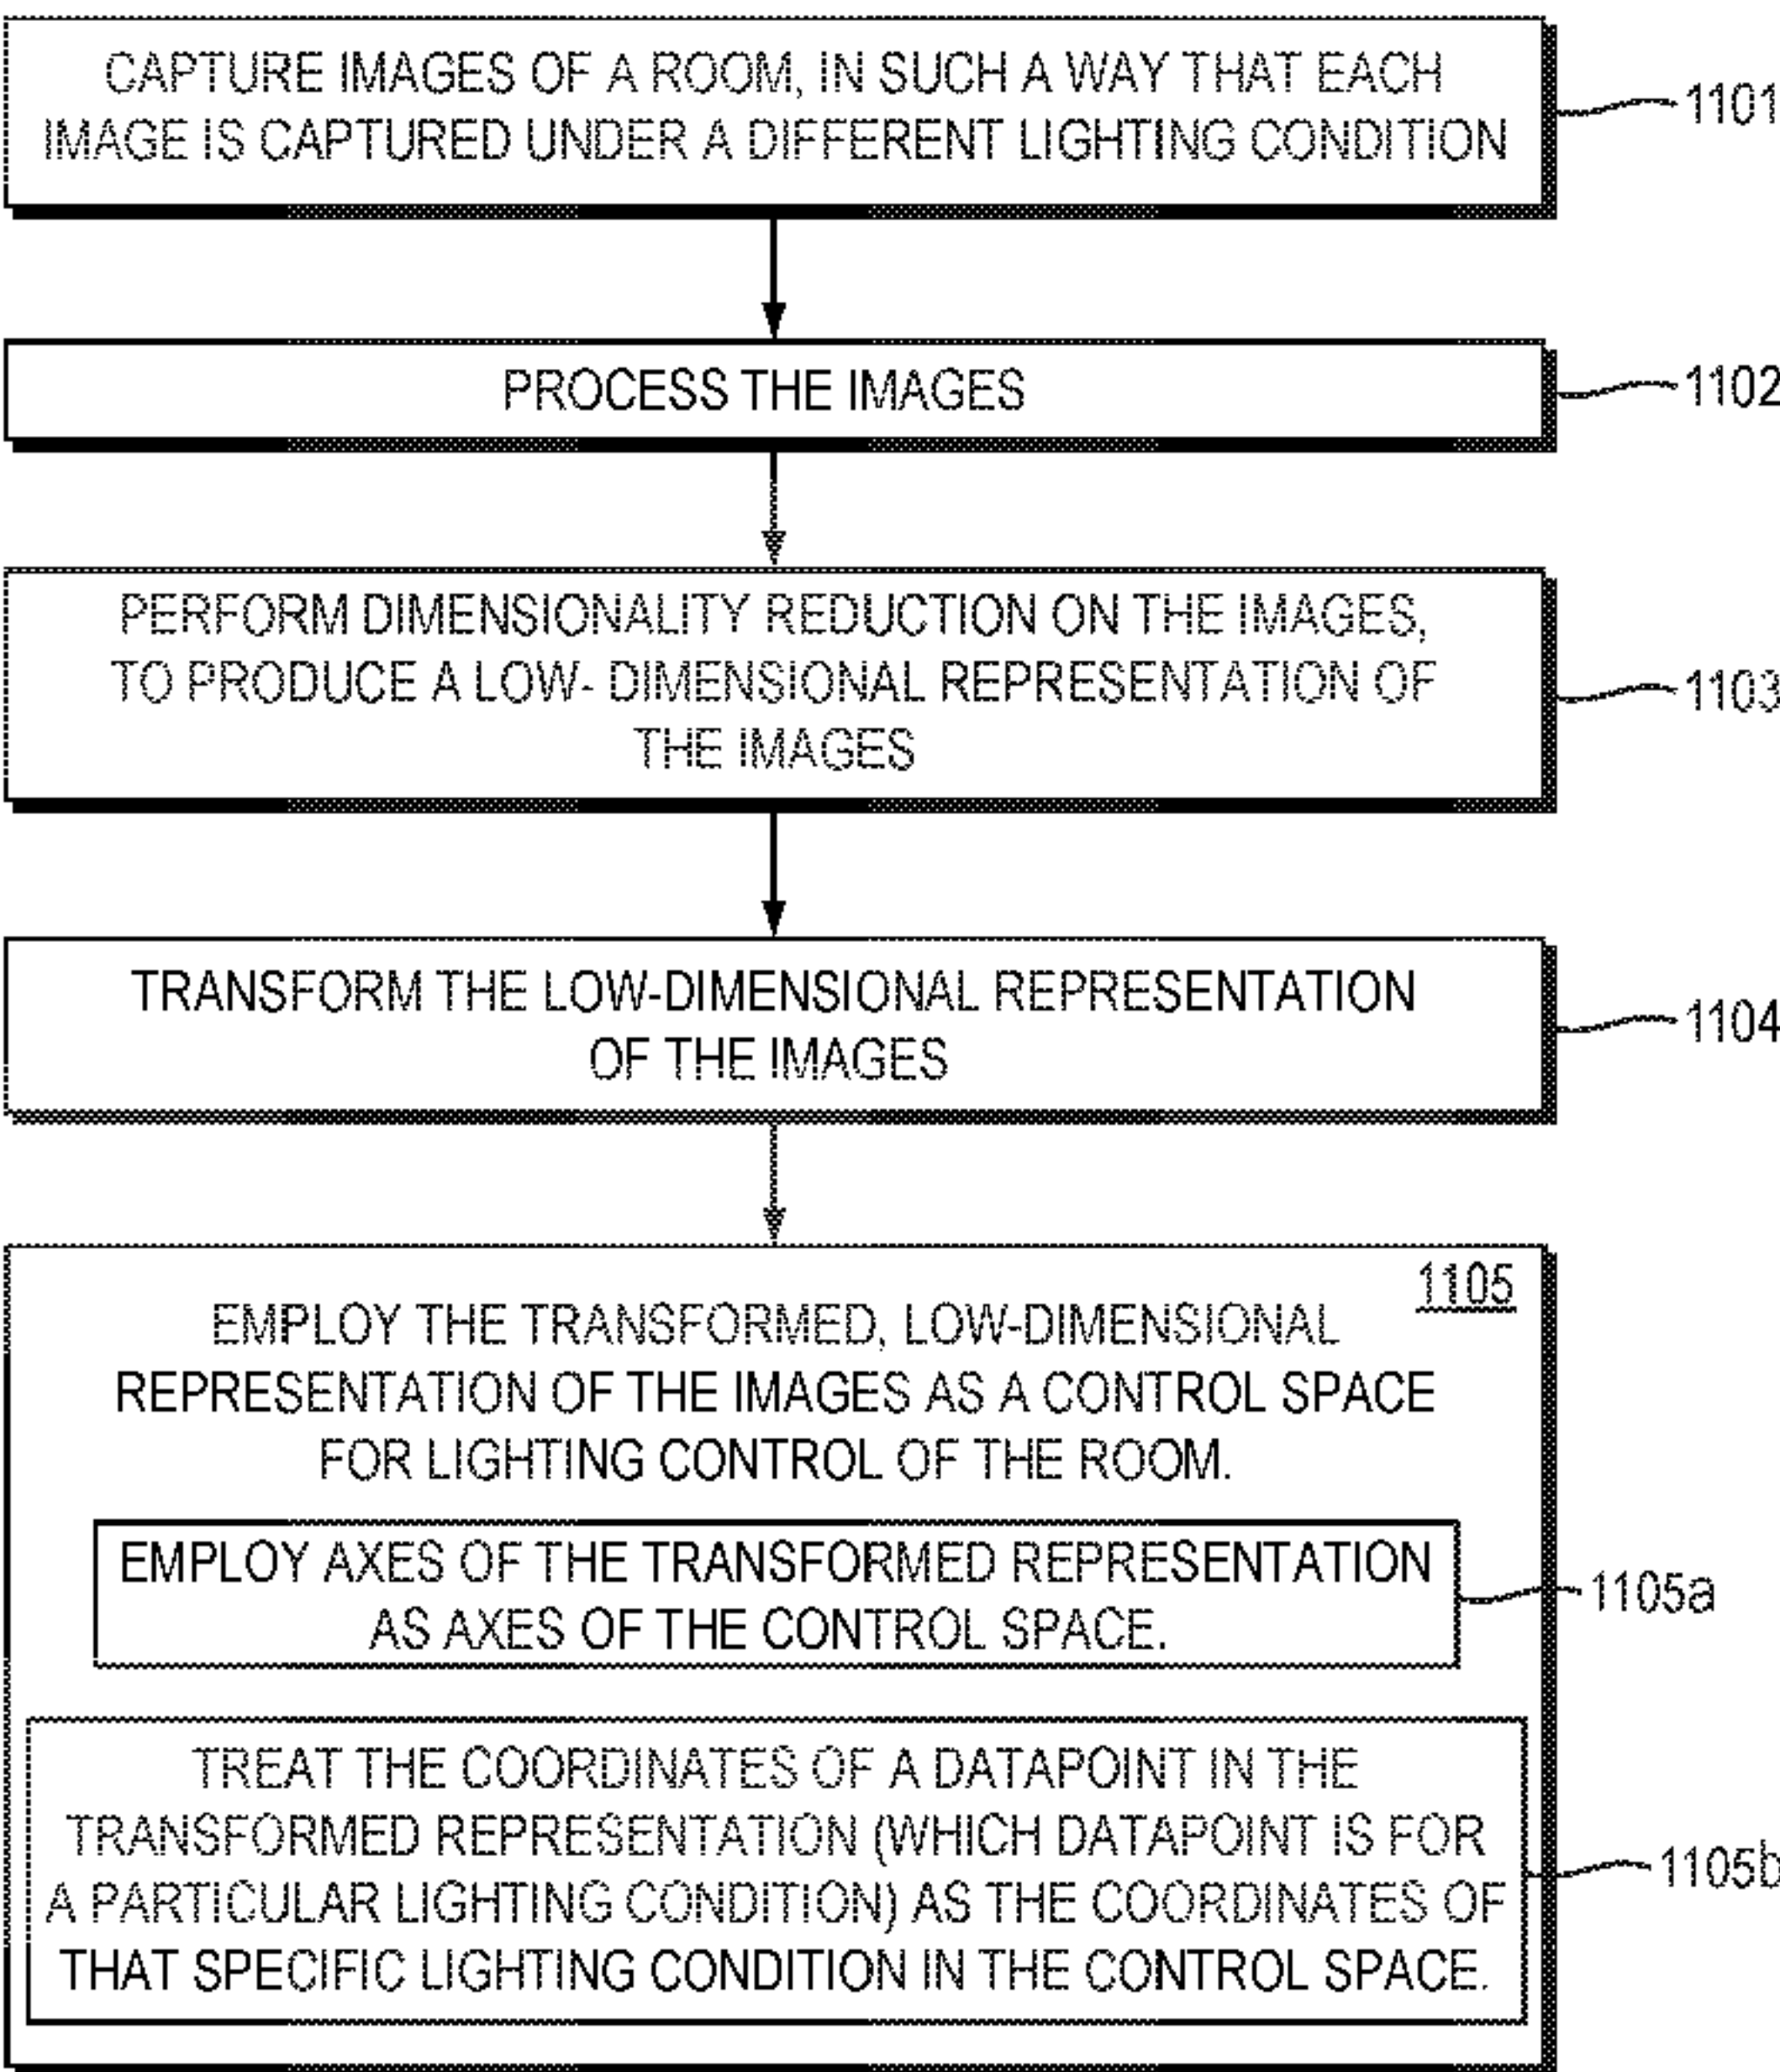 CAPTURE IMAGES OF A ROOM, IN SUCH A WAY THAT EACH
IMAGE IS CAPTURED UNDER A DIFFERENT LIGHTING CONDITION
1101
PROCESS THE IMAGES
1102
PERFORM DIMENSIONALITY REDUCTION ON THE IMAGES,
TO PRODUCE A LOW- DIMENSIONAL REPRESENTATION OF
THE IMAGES
1103
TRANSFORM THE LOW-DIMENSIONAL REPRESENTATION
OF THE IMAGES
1104
1105
EMPLOY THE TRANSFORMED, LOW-DIMENSIONAL
REPRESENTATION OF THE IMAGES AS A CONTROL SPACE
FOR LIGHTING CONTROL OF THE ROOM.
EMPLOY AXES OF THE TRANSFORMED REPRESENTATION
AS AXES OF THE CONTROL SPACE.
1105a
TREAT THE COORDINATES OF A DATAPOINT IN THE
TRANSFORMED REPRESENTATION (WHICH DATAPOINT IS FOR
A PARTICULAR LIGHTING CONDITION) AS THE COORDINATES OF
THAT SPECIFIC LIGHTING CONDITION IN THE CONTROL SPACE.
1105b